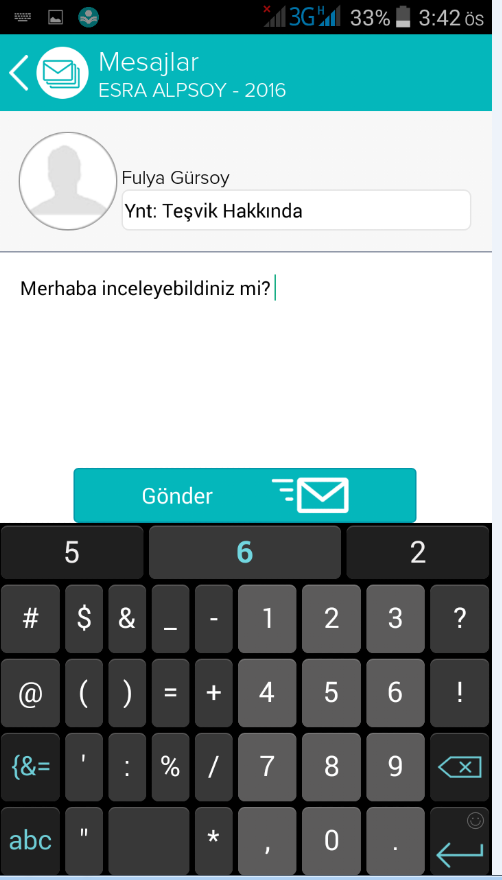 3G H 33% 3:42 ös
Mesajlar
ESRA ALPSOY - 2016
Fulya Gürsoy
Ynt: Teşvik Hakkında
Merhaba inceleyebildiniz mi?
Gönder
5 6 2
# $ & _ - 1 2 3 ?
@ ( ) = + 4 5 6 !
{&= ' : % / 7 8 9
abc " * , 0 .